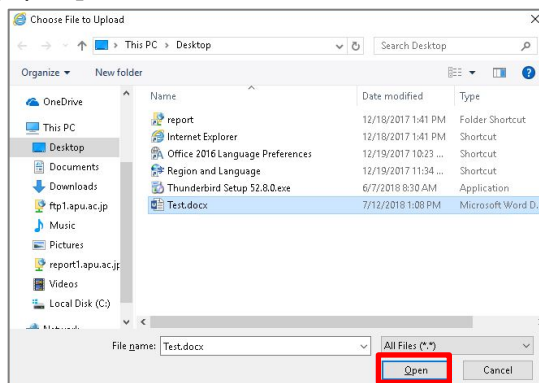 Choose File to Upload
This PC > Desktop
Search Desktop
Organize
New folder
Name Date modified Type
OneDrive
This PC
Desktop
Documents
Downloads
ftp1.apu.ac.jp
Music
Pictures
report1.apu.ac.jp
Videos
Local Disk (C:)
report 12/18/2017 1:41 PM Folder Shortcut
Internet Explorer 12/18/2017 1:41 PM Shortcut
Office 2016 Language Preferences 12/19/2017 10:23 ... Shortcut
Region and Language 12/19/2017 11:34 ... Shortcut
Thunderbird Setup 52.8.0.exe 6/7/2018 8:30 AM Application
Test.docx 7/12/2018 1:08 PM Microsoft Word D.
File name: Test.docx
All Files (*.*)
Open Cancel